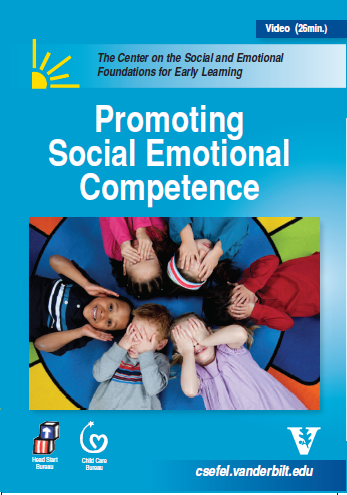 Video (26min.)
The Center on the Social and Emotional
Foundations for Early Learning
Promoting
Social Emotional
Competence
Head Start
Bureau
Child Care
Bureau
V
csefel.vanderbilt.edu